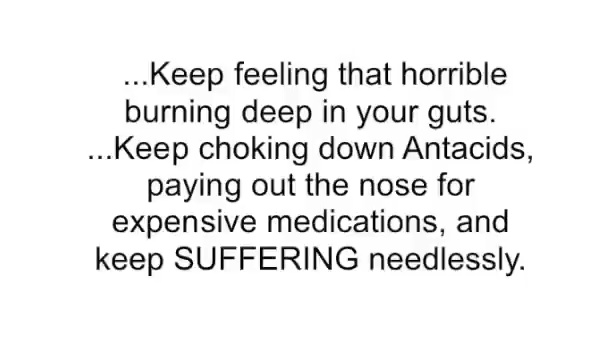 ...Keep feeling that horrible
burning deep in your guts.
...Keep choking down Antacids,
paying out the nose for
expensive medications, and
keep SUFFERING needlessly.